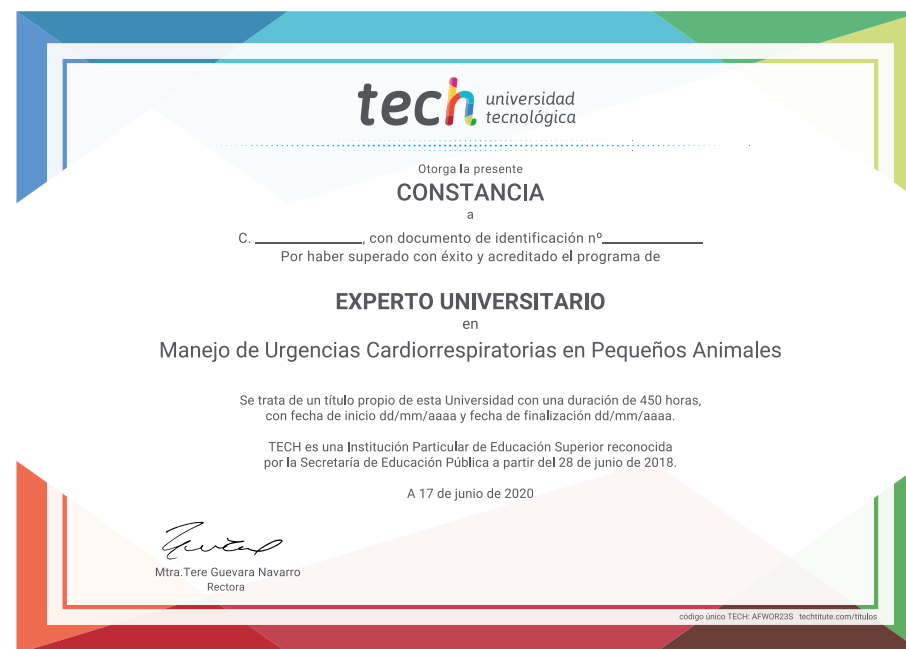 tech universidad
tecnológica
Otorga la presente
CONSTANCIA
a
C. ______________, con documento de identificación nº_____________
Por haber superado con éxito y acreditado el programa de
EXPERTO UNIVERSITARIO
en
Manejo de Urgencias Cardiorrespiratorias en Pequeños Animales
Se trata de un título propio de esta Universidad con una duración de 450 horas,
con fecha de inicio dd/mm/aaaa y fecha de finalización dd/mm/aaaa.
TECH es una Institución Particular de Educación Superior reconocida
por la Secretaría de Educación Pública a partir del 28 de junio de 2018.
A 17 de junio de 2020
Mtra.Tere Guevara Navarro
Rectora
código único TECH: AFWOR23S techtitute.com/titulos